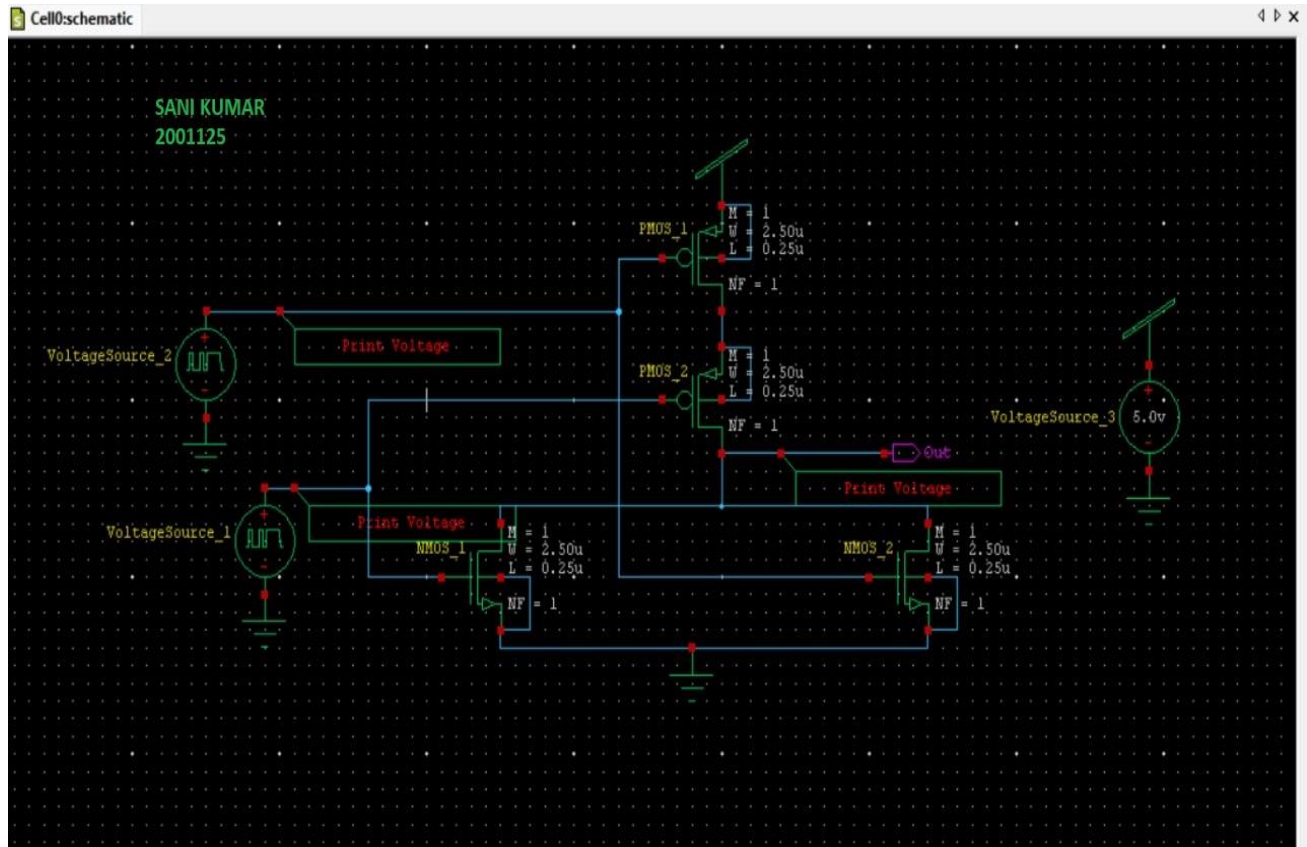 Cell0:schematic
SANI KUMAR
2001125
PMOS_1
M = 1
W = 2.50u
L = 0.25u
NF = 1
VoltageSource_2
Print Voltage
PMOS_2
M = 1
W = 2.50u
L = 0.25u
NF = 1
VoltageSource_3
5.0v
Out
Print Voltage
VoltageSource_1
Print Voltage
NMOS_1
M = 1
W = 2.50u
L = 0.25u
NF = 1
NMOS_2
M = 1
W = 2.50u
L = 0.25u
NF = 1